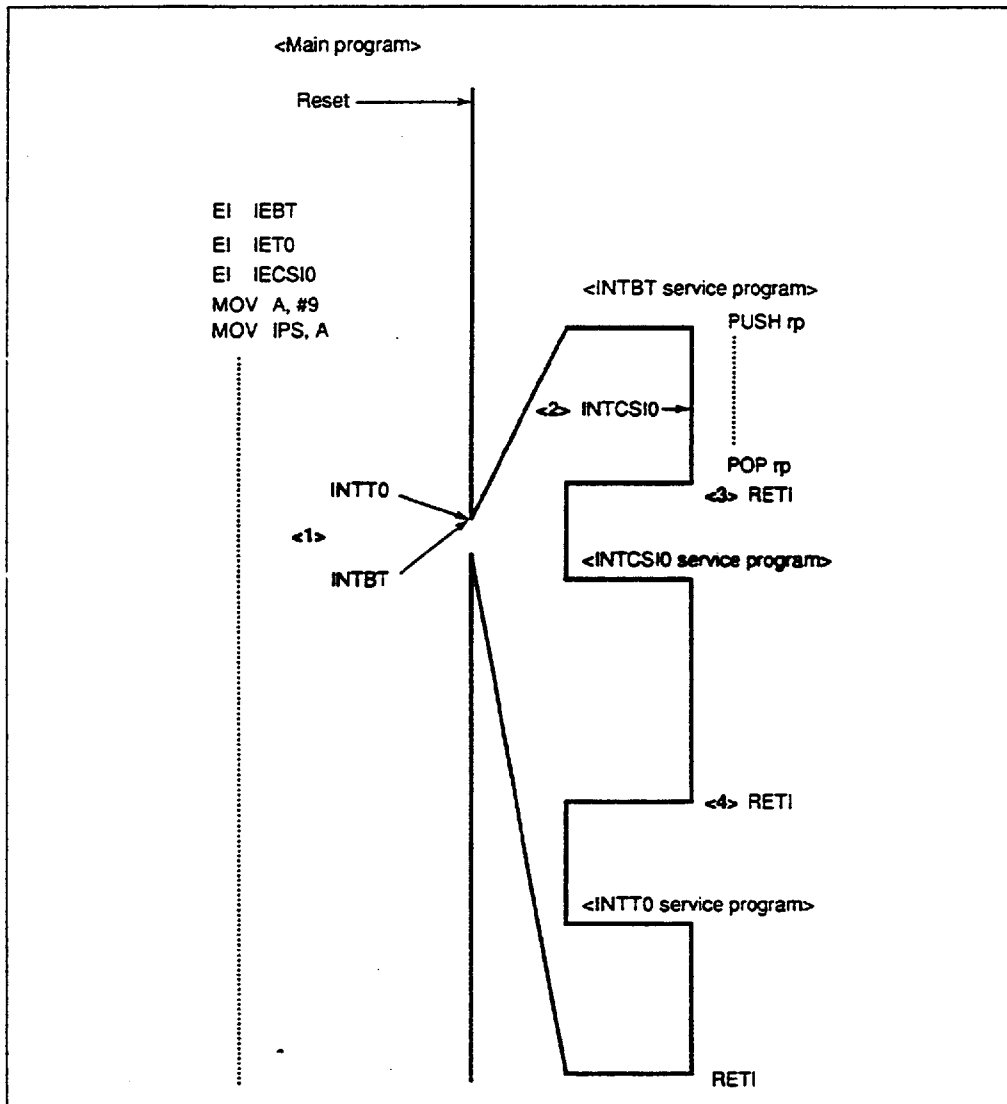 <Main program>
Reset
EI IEBT
EI IET0
EI IECSI0
MOV A, #9
MOV IPS, A
<INTBT service program>
PUSH rp
<2> INTCSI0
POP rp
<3> RETI
INTT0
<1>
INTBT
<INTCSI0 service program>
<4> RETI
<INTT0 service program>
RETI